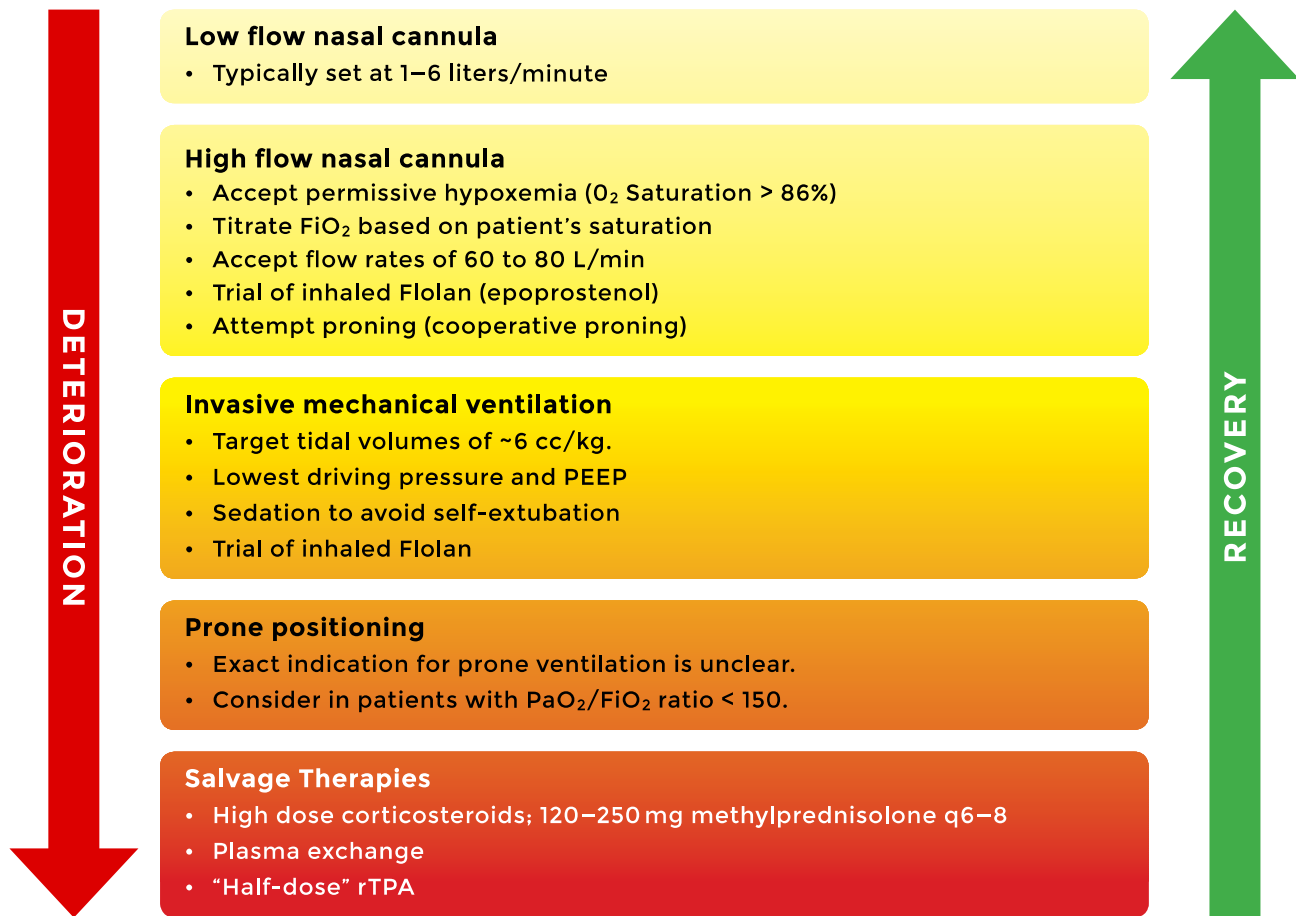 DETERIORATION
Low flow nasal cannula
• Typically set at 1–6 liters/minute
High flow nasal cannula
• Accept permissive hypoxemia (0₂ Saturation > 86%)
• Titrate FiO₂ based on patient’s saturation
• Accept flow rates of 60 to 80 L/min
• Trial of inhaled Flolan (epoprostenol)
• Attempt proning (cooperative proning)
Invasive mechanical ventilation
• Target tidal volumes of ~6 cc/kg.
• Lowest driving pressure and PEEP
• Sedation to avoid self-extubation
• Trial of inhaled Flolan
Prone positioning
• Exact indication for prone ventilation is unclear.
• Consider in patients with PaO₂/FiO₂ ratio < 150.
Salvage Therapies
• High dose corticosteroids; 120–250 mg methylprednisolone q6–8
• Plasma exchange
• “Half-dose” rTPA
RECOVERY